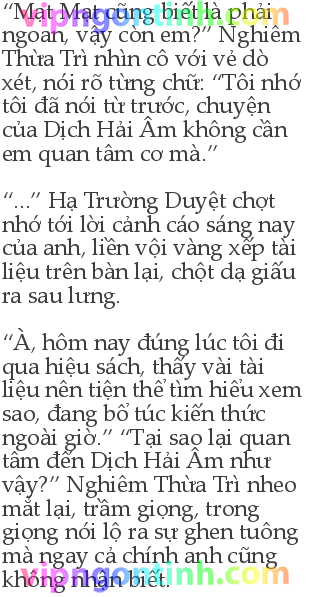 “Mạt Mạt cũng biết là phải
ngoan, vậy còn em?” Nghiêm
Thừa Trì nhìn cô với vẻ dò
xét, nói rõ từng chữ: “Tôi nhớ
tôi đã nói từ trước, chuyện
của Dịch Hải Âm không cần
em quan tâm cơ mà.”
“...” Hạ Trường Duyệt chợt
nhớ tới lời cảnh cáo sáng nay
của anh, liền vội vàng xếp tài
liệu trên bàn lại, chột dạ giấu
ra sau lưng.
“À, hôm nay đúng lúc tôi đi
qua hiệu sách, thấy vài tài
liệu nên tiện thể tìm hiểu xem
sao, đang bổ túc kiến thức
ngoài giờ.” “Tại sao lại quan
tâm đến Dịch Hải Âm như
vậy?” Nghiêm Thừa Trì nheo
mắt lại, trầm giọng, trong
giọng nói lộ ra sự ghen tuông
mà ngay cả chính anh cũng
không nhận biết.
vipngontinh.com
vipngontinh.com